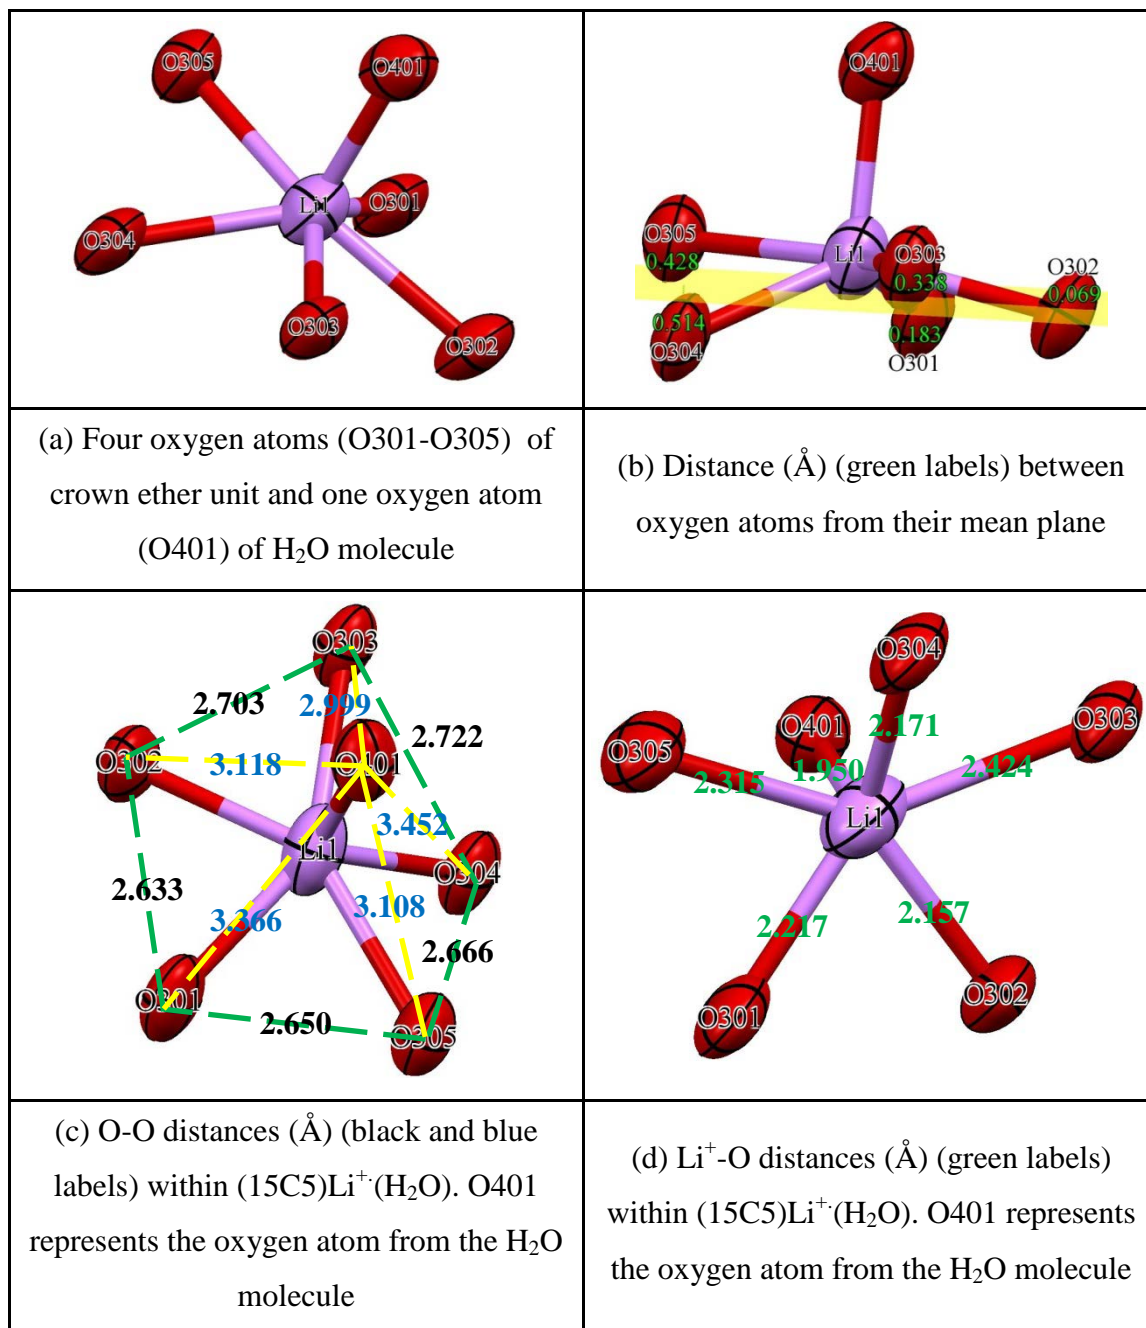 O305
O401
Li1
O301
O304
O303
O302
O401
O305
0.428
Li1
O303
0.338
O302
0.069
0.514
O304
0.183
O301
(a) Four oxygen atoms (O301-O305) of
crown ether unit and one oxygen atom
(O401) of H₂O molecule
(b) Distance (Å) (green labels) between
oxygen atoms from their mean plane
O303
2.703
2.999
2.722
O302
3.118
O401
3.452
Li1
O304
2.633
3.366
3.108
2.666
O301
2.650
O305
O304
O401
2.171
O303
O305
2.315
1.950
2.424
Li1
2.217
2.157
O301
O302
(c) O-O distances (Å) (black and blue
labels) within (15C5)Li⁺·(H₂O). O401
represents the oxygen atom from the H₂O
molecule
(d) Li⁺-O distances (Å) (green labels)
within (15C5)Li⁺·(H₂O). O401 represents
the oxygen atom from the H₂O molecule